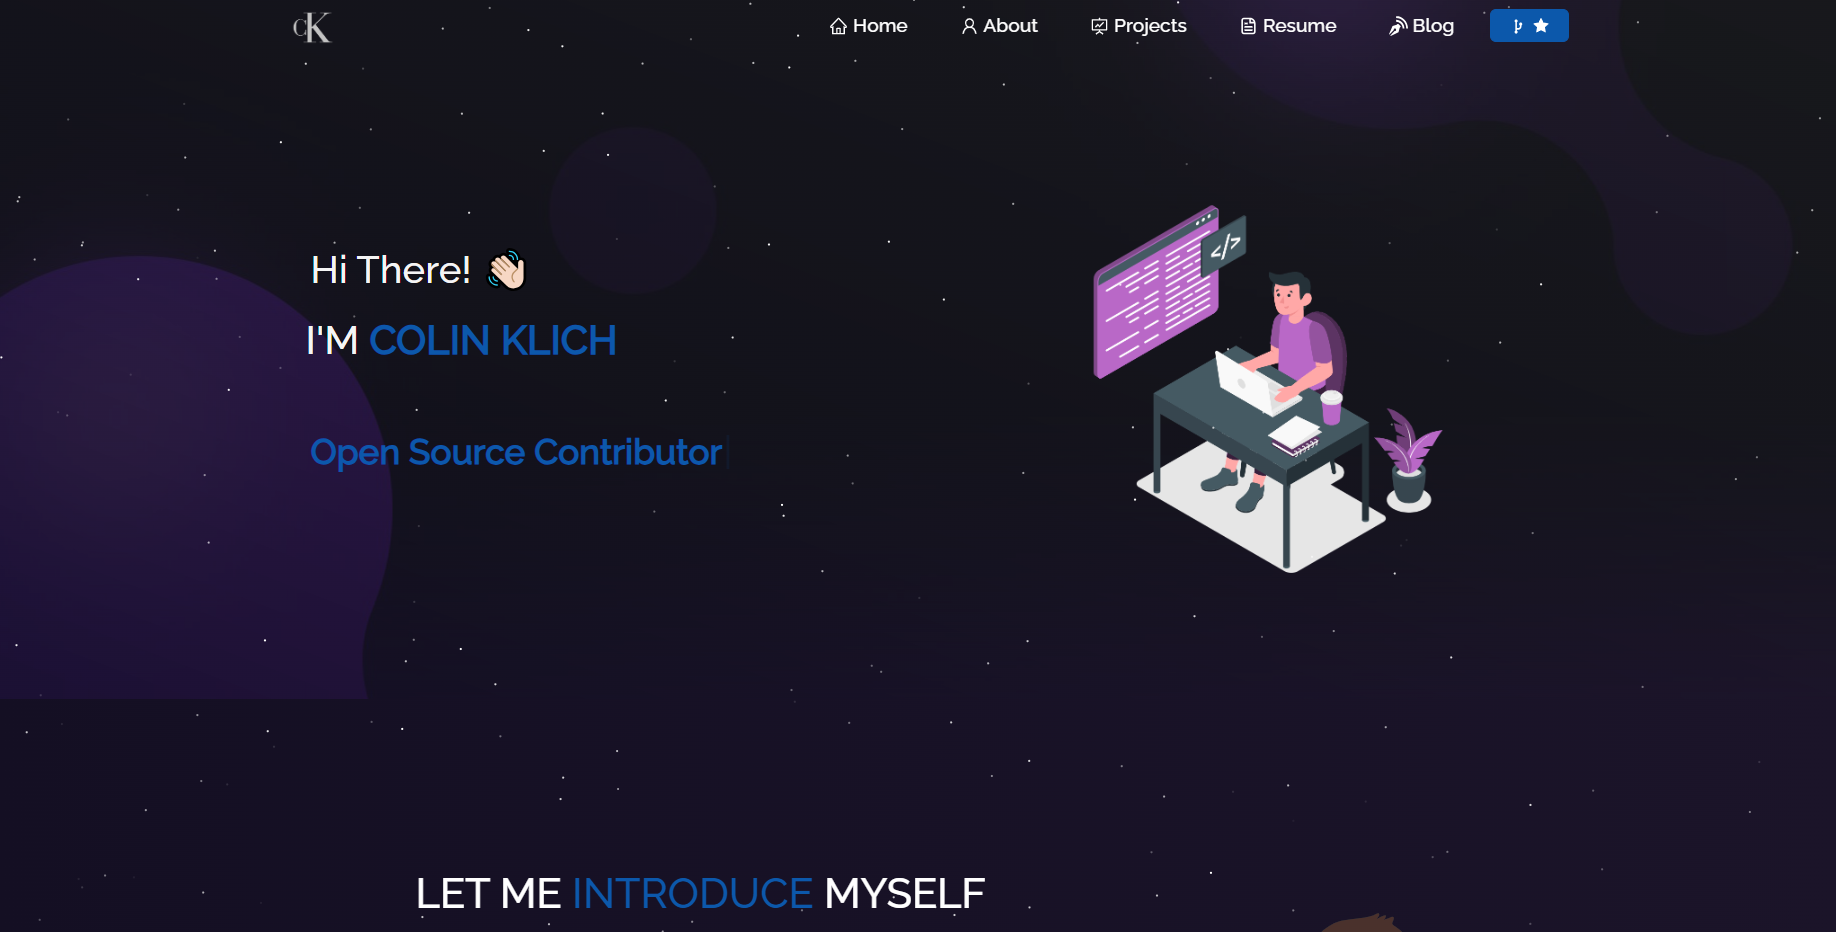 CK
Home
About
Projects
Resume
Blog
Hi There!
I'M COLIN KLICH
Open Source Contributor
</>
LET ME INTRODUCE MYSELF